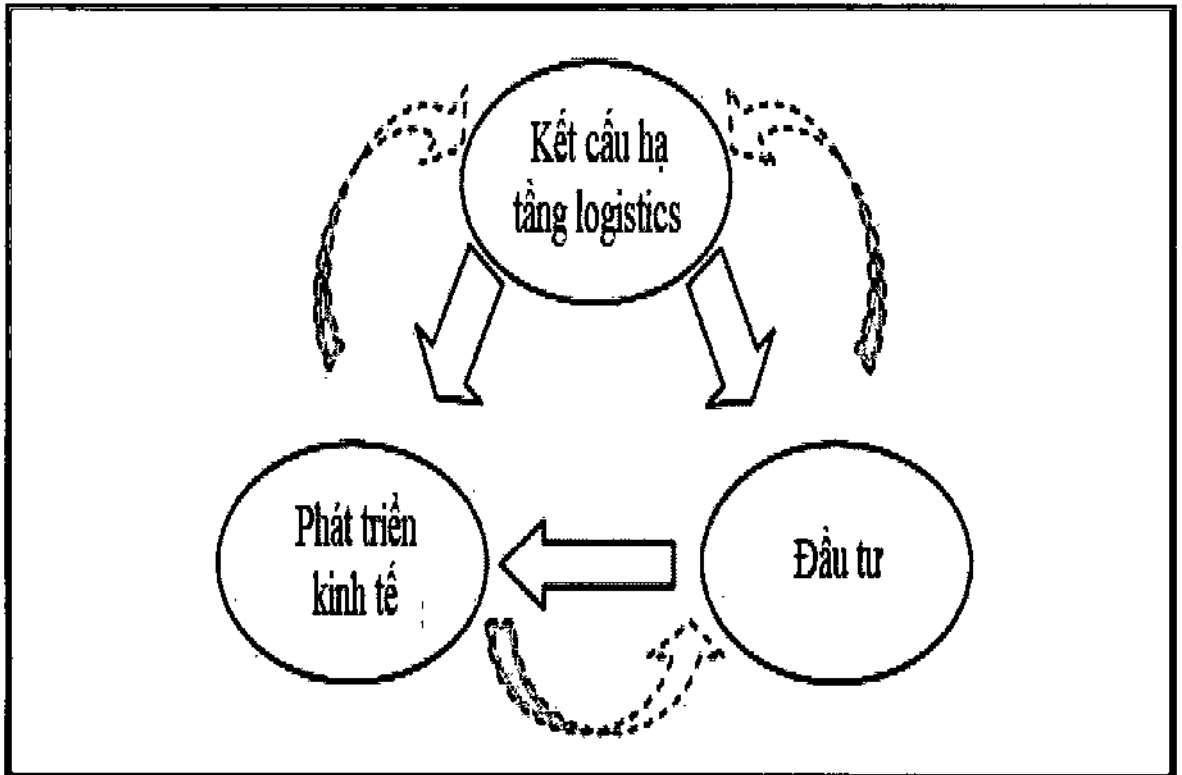 Kết cấu hạ
tầng logistics
Phát triển
kinh tế
Đầu tư